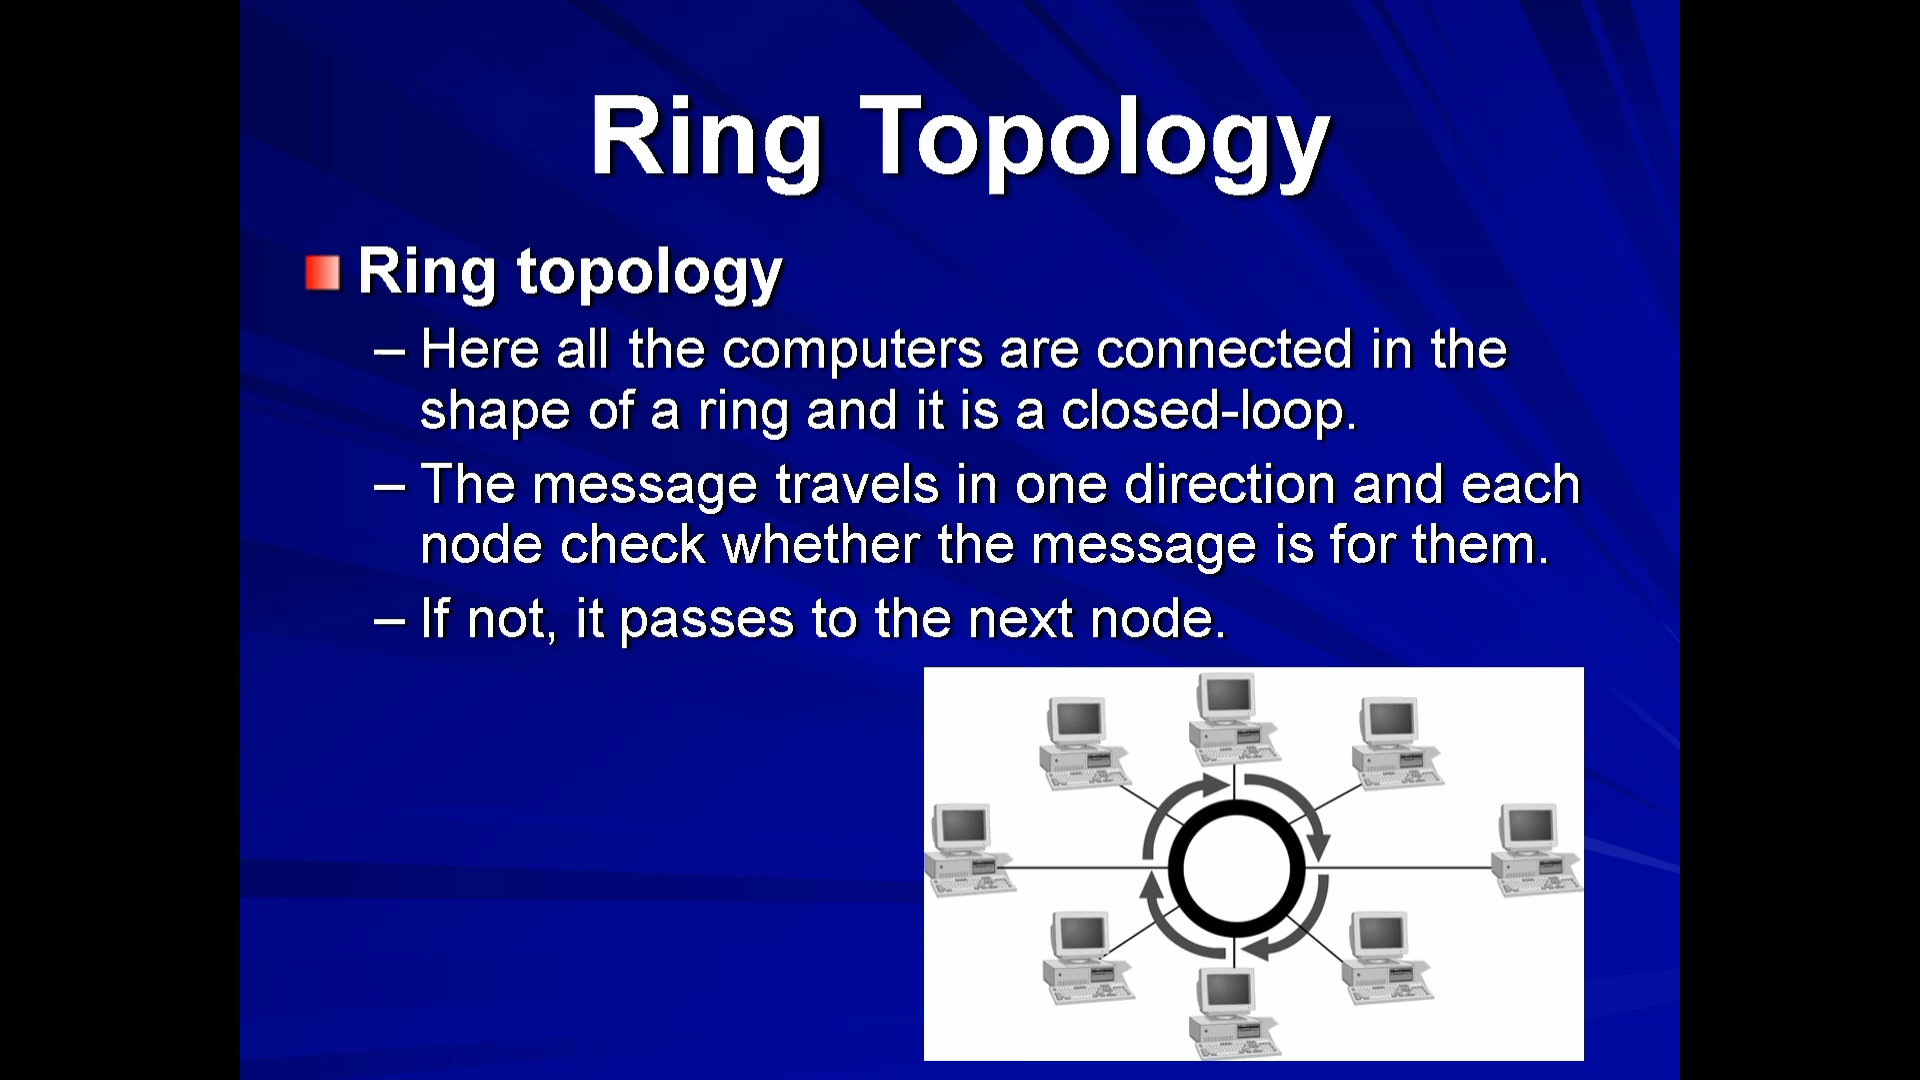 Ring Topology
Ring topology
– Here all the computers are connected in the
shape of a ring and it is a closed-loop.
– The message travels in one direction and each
node check whether the message is for them.
– If not, it passes to the next node.